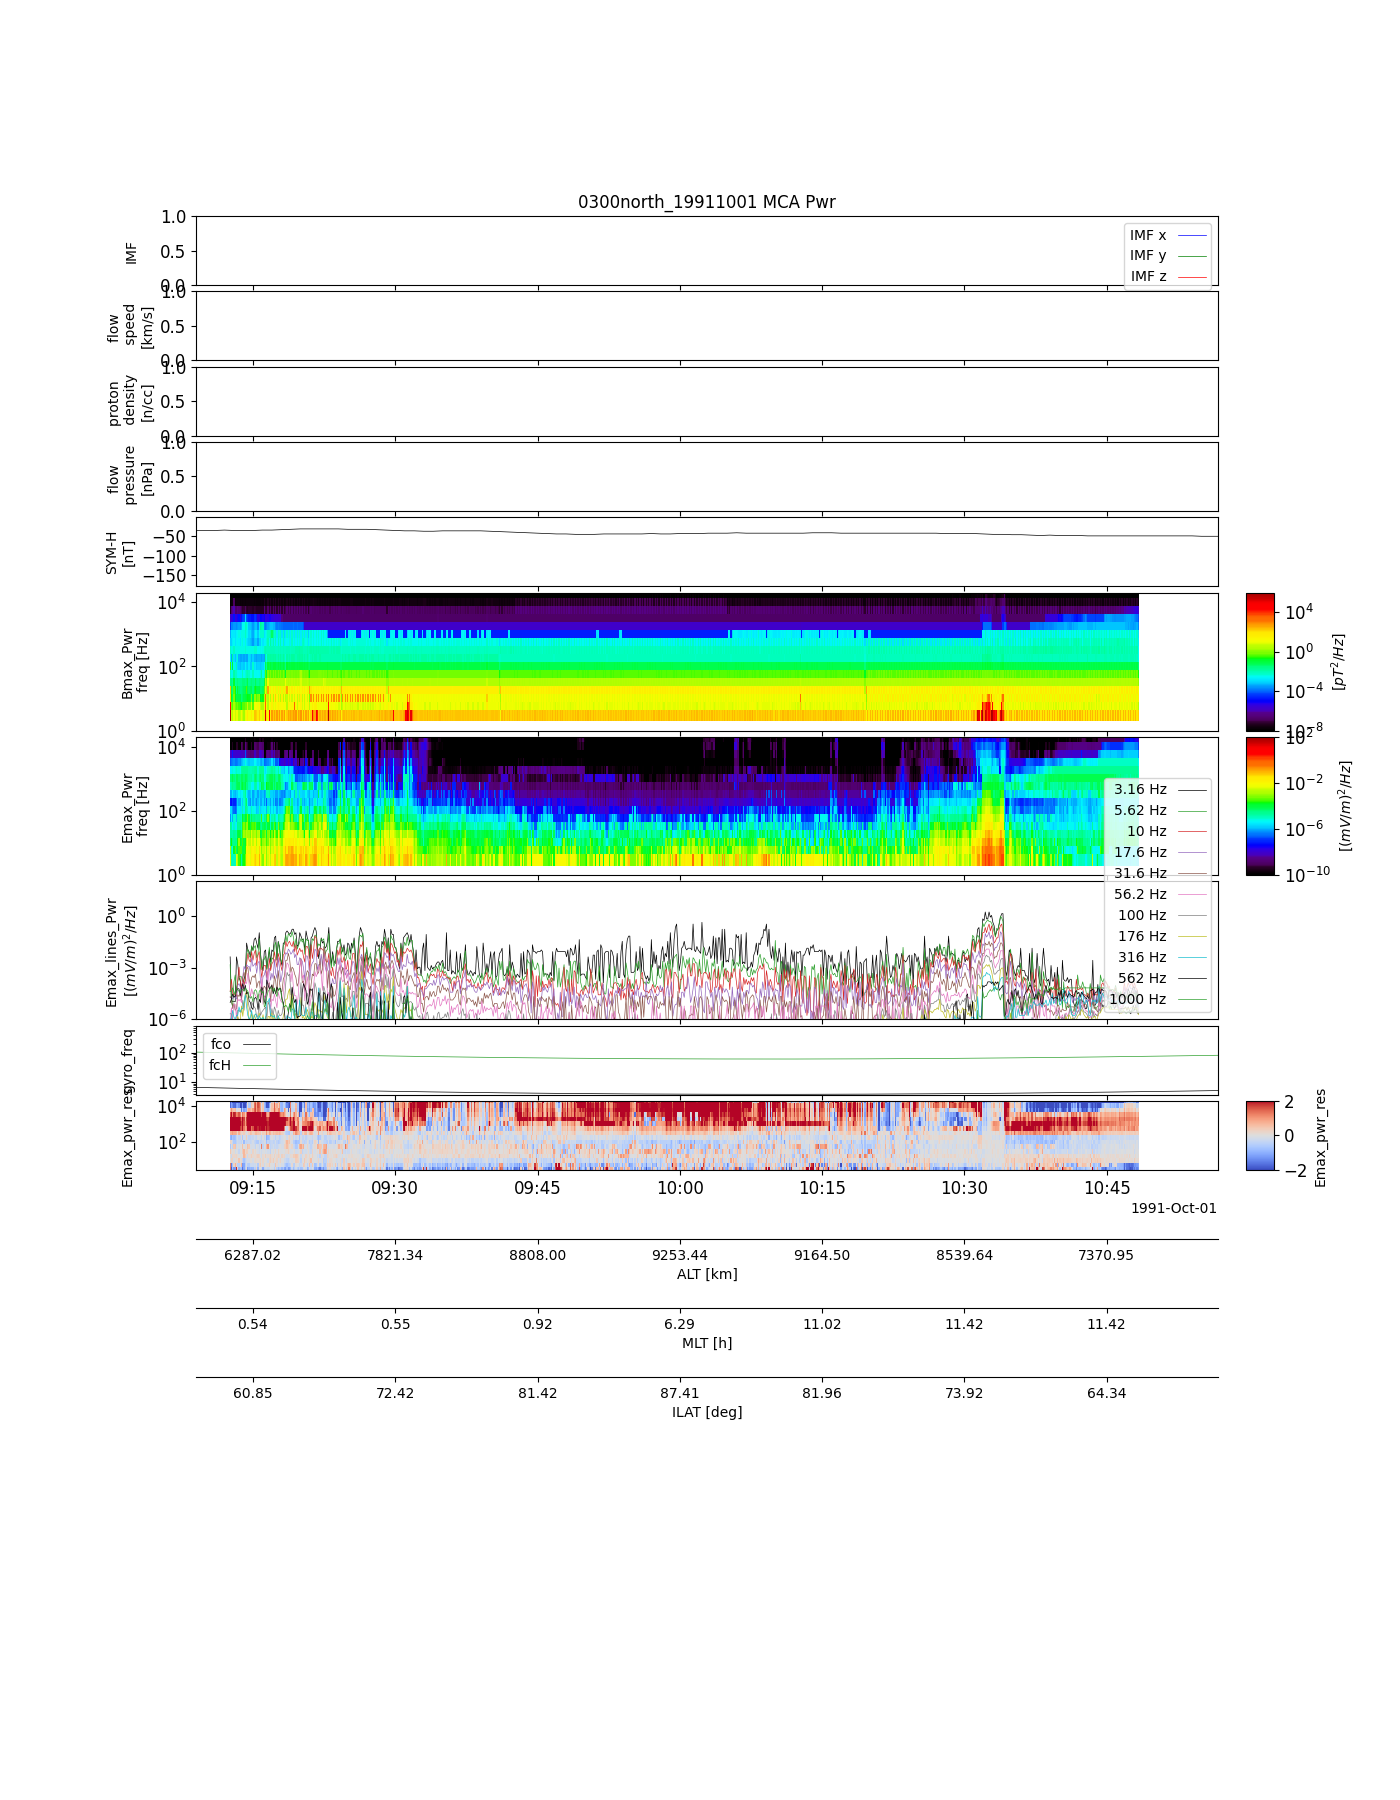 0300north_19911001 MCA Pwr
1.0
0.5
0.0
IMF
IMF x
IMF y
IMF z
1.0
0.5
0.0
flow
speed
[km/s]
1.0
0.5
0.0
proton
density
[n/cc]
1.0
0.5
0.0
flow
pressure
[nPa]
−50
−100
−150
SYM-H
[nT]
10^4
10^2
10^0
Bmax_Pwr
freq [Hz]
10^4
10^0
10^−4
10^−8
[pT^2/Hz]
10^4
10^2
10^0
Emax_Pwr
freq [Hz]
10^2
10^−2
10^−6
10^−10
[(mV/m)^2/Hz]
3.16 Hz
5.62 Hz
10 Hz
17.6 Hz
31.6 Hz
56.2 Hz
100 Hz
176 Hz
316 Hz
562 Hz
1000 Hz
10^0
10^−3
10^−6
Emax_lines_Pwr
[(mV/m)^2/Hz]
10^2
10^1
gyro_freq
fco
fcH
10^4
10^2
Emax_pwr_res
2
0
−2
Emax_pwr_res
09:15 09:30 09:45 10:00 10:15 10:30 10:45
1991-Oct-01
6287.02 7821.34 8808.00 9253.44 9164.50 8539.64 7370.95
ALT [km]
0.54 0.55 0.92 6.29 11.02 11.42 11.42
MLT [h]
60.85 72.42 81.42 87.41 81.96 73.92 64.34
ILAT [deg]